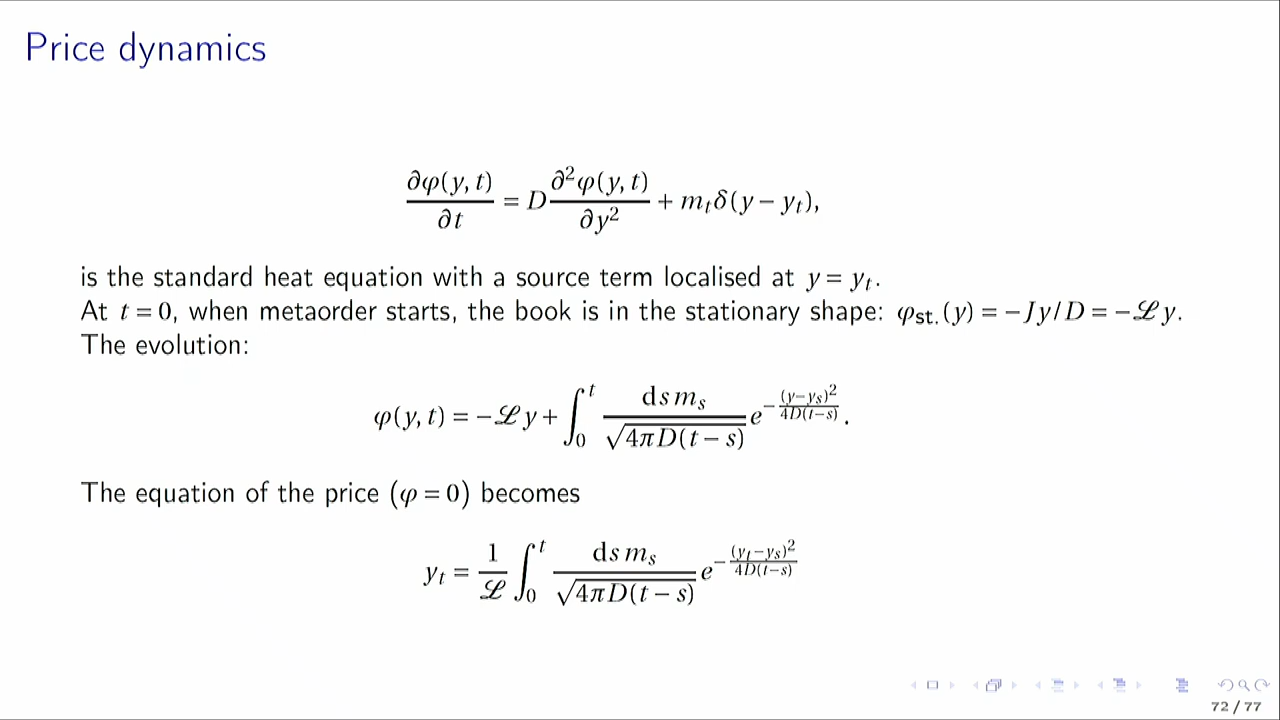 Price dynamics
∂φ(y, t)/∂t = D ∂²φ(y, t)/∂y² + m_t δ(y − y_t),
is the standard heat equation with a source term localised at y = y_t.
At t = 0, when metaorder starts, the book is in the stationary shape: φ_st.(y) = −Jy/D = −ℒy.
The evolution:
φ(y, t) = −ℒy + ∫₀ᵗ ds m_s / √(4πD(t − s)) e^{−(y−y_s)²/4D(t−s)}.
The equation of the price (φ = 0) becomes
y_t = 1/ℒ ∫₀ᵗ ds m_s / √(4πD(t − s)) e^{−(y_t−y_s)²/4D(t−s)}
72 / 77